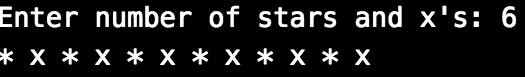 Enter number of stars and x's: 6
* x * x * x * x * x * x